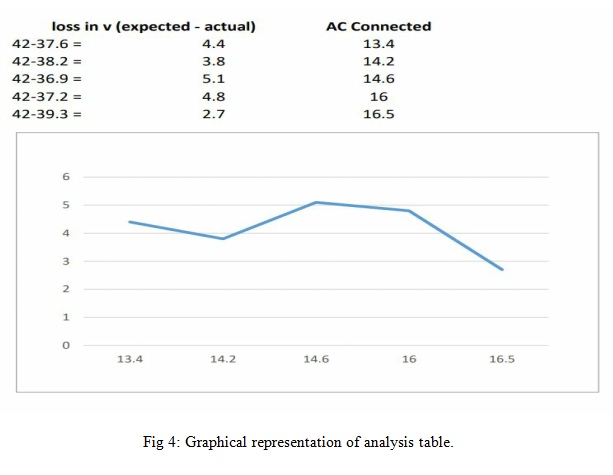 loss in v (expected - actual) AC Connected
42-37.6 = 4.4 13.4
42-38.2 = 3.8 14.2
42-36.9 = 5.1 14.6
42-37.2 = 4.8 16
42-39.3 = 2.7 16.5
6
5
4
3
2
1
0
13.4 14.2 14.6 16 16.5
Fig 4: Graphical representation of analysis table.